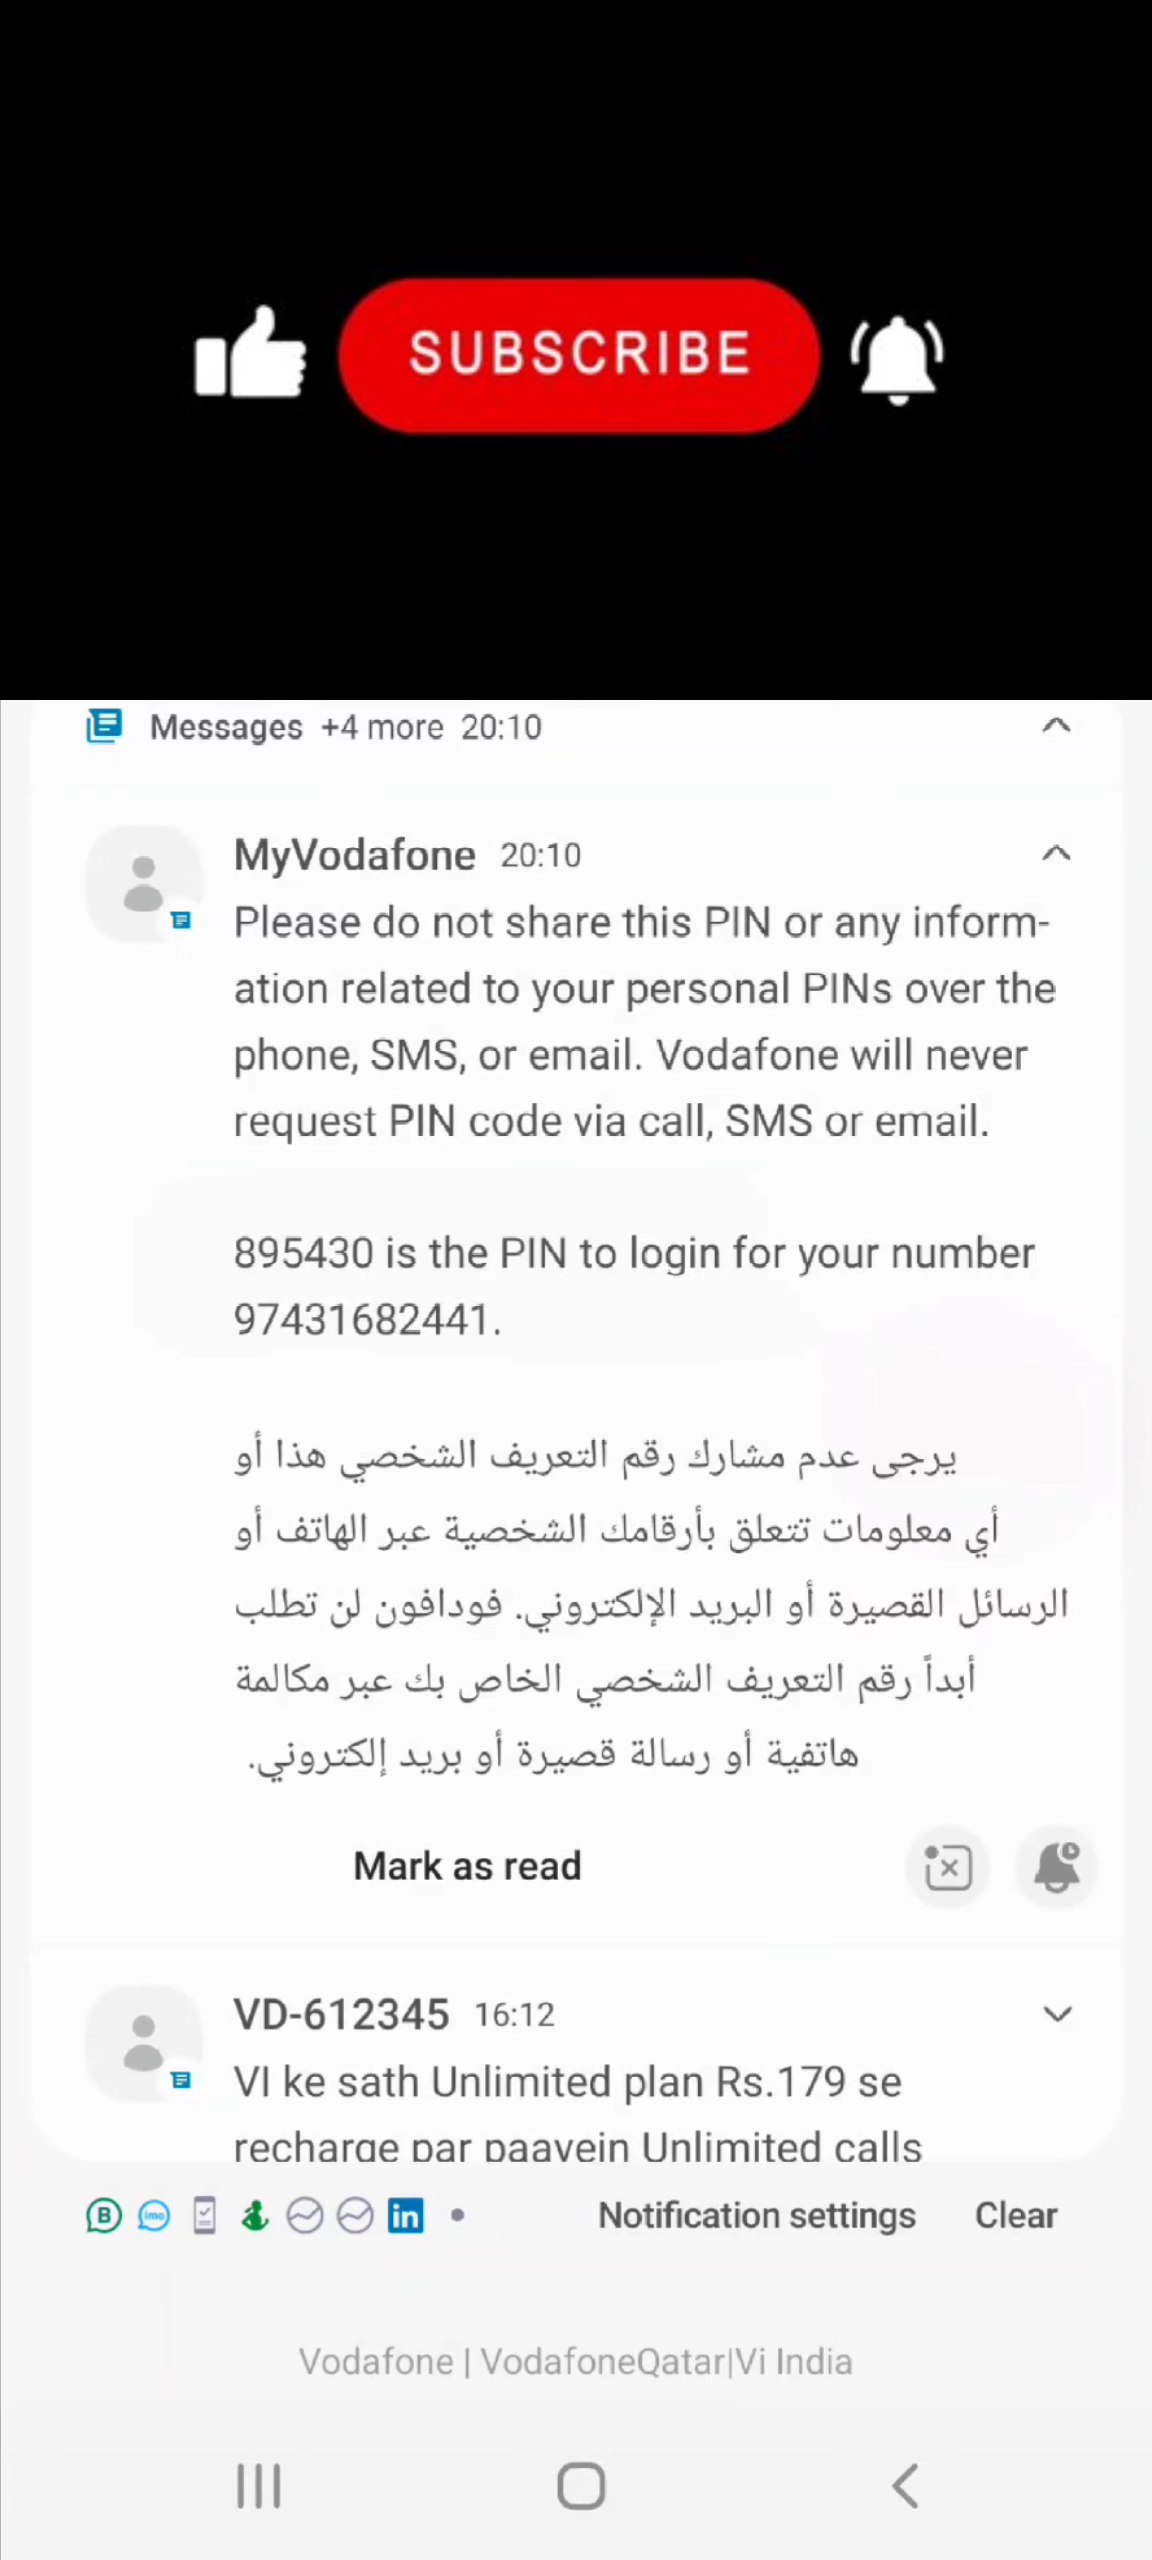 SUBSCRIBE
Messages +4 more 20:10
MyVodafone 20:10
Please do not share this PIN or any inform-
ation related to your personal PINs over the
phone, SMS, or email. Vodafone will never
request PIN code via call, SMS or email.
895430 is the PIN to login for your number
97431682441.
يرجى عدم مشارك رقم التعريف الشخصي هذا أو
أي معلومات تتعلق بأرقامك الشخصية عبر الهاتف أو
الرسائل القصيرة أو البريد الإلكتروني. فودافون لن تطلب
أبداً رقم التعريف الشخصي الخاص بك عبر مكالمة
هاتفية أو رسالة قصيرة أو بريد إلكتروني.
Mark as read
VD-612345 16:12
VI ke sath Unlimited plan Rs.179 se
recharge par paavein Unlimited calls
B imo in
Notification settings Clear
Vodafone | VodafoneQatar|Vi India